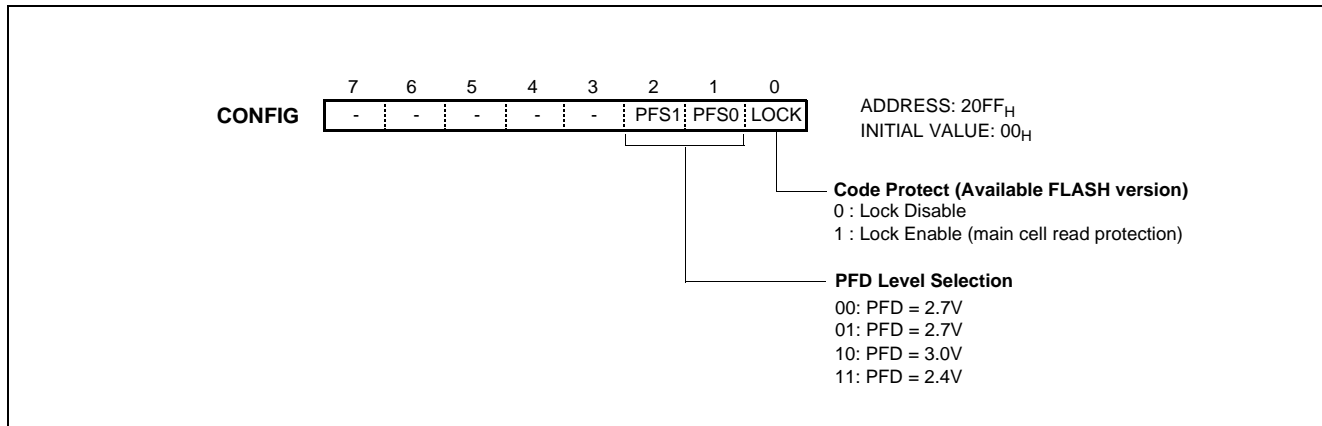 7 6 5 4 3 2 1 0
CONFIG - - - - - PFS1 PFS0 LOCK
ADDRESS: 20FFH
INITIAL VALUE: 00H
Code Protect (Available FLASH version)
0 : Lock Disable
1 : Lock Enable (main cell read protection)
PFD Level Selection
00: PFD = 2.7V
01: PFD = 2.7V
10: PFD = 3.0V
11: PFD = 2.4V